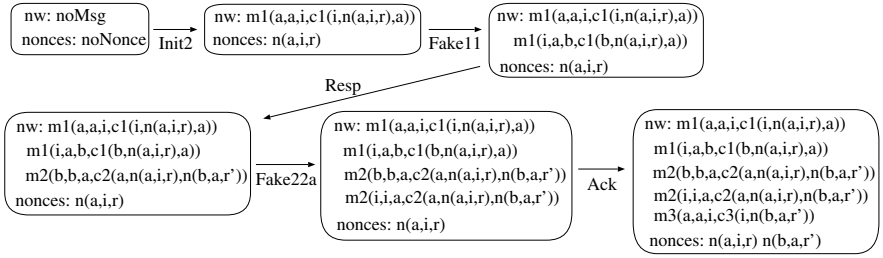 nw: noMsg
nonces: noNonce
Init2
nw: m1(a,a,i,c1(i,n(a,i,r),a))
nonces: n(a,i,r)
Fake11
nw: m1(a,a,i,c1(i,n(a,i,r),a))
m1(i,a,b,c1(b,n(a,i,r),a))
nonces: n(a,i,r)
Resp
nw: m1(a,a,i,c1(i,n(a,i,r),a))
m1(i,a,b,c1(b,n(a,i,r),a))
m2(b,b,a,c2(a,n(a,i,r),n(b,a,r'))
nonces: n(a,i,r)
Fake22a
nw: m1(a,a,i,c1(i,n(a,i,r),a))
m1(i,a,b,c1(b,n(a,i,r),a))
m2(b,b,a,c2(a,n(a,i,r),n(b,a,r'))
m2(i,i,a,c2(a,n(a,i,r),n(b,a,r'))
nonces: n(a,i,r)
Ack
nw: m1(a,a,i,c1(i,n(a,i,r),a))
m1(i,a,b,c1(b,n(a,i,r),a))
m2(b,b,a,c2(a,n(a,i,r),n(b,a,r'))
m2(i,i,a,c2(a,n(a,i,r),n(b,a,r'))
m3(a,a,i,c3(i,n(b,a,r'))
nonces: n(a,i,r) n(b,a,r')